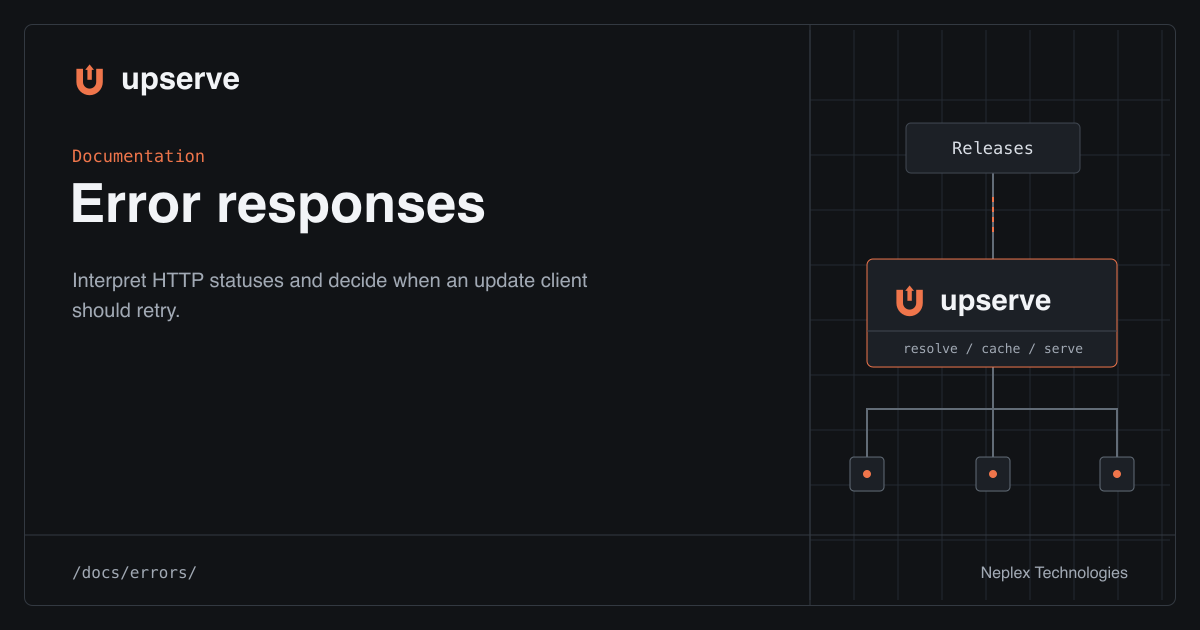 upserve
Documentation
Error responses
Interpret HTTP statuses and decide when an update client
should retry.
Releases
upserve
resolve / cache / serve
/docs/errors/
Neplex Technologies